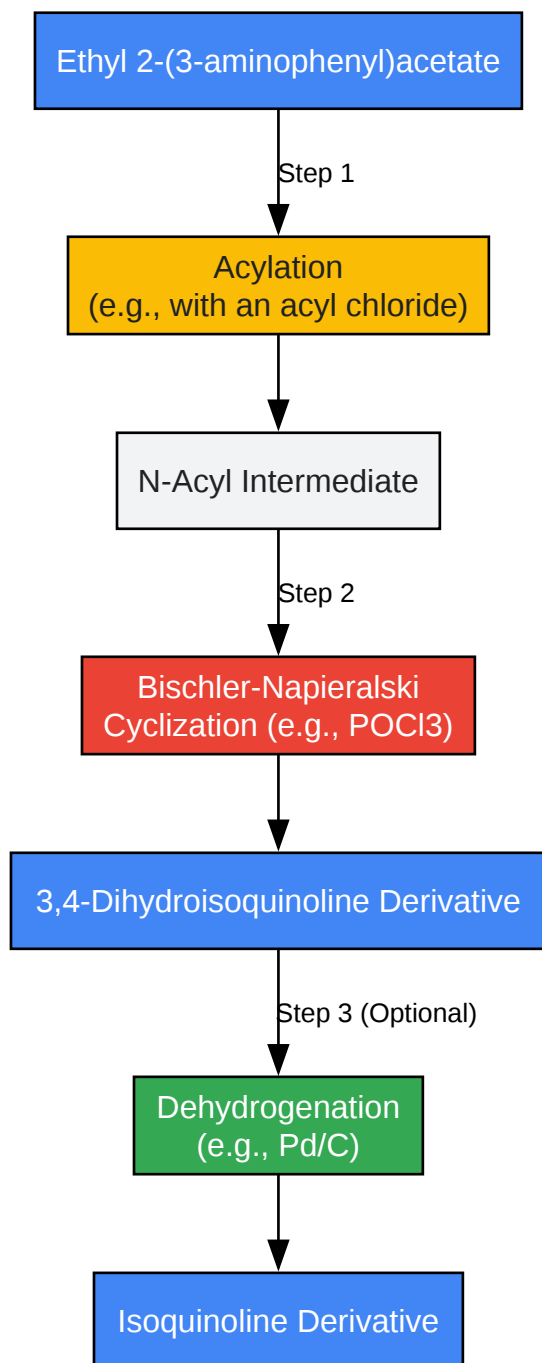 Ethyl 2-(3-aminophenyl)acetate
Step 1
Acylation
(e.g., with an acyl chloride)
N-Acyl Intermediate
Step 2
Bischler-Napieralski
Cyclization (e.g., POCl3)
3,4-Dihydroisoquinoline Derivative
Step 3 (Optional)
Dehydrogenation
(e.g., Pd/C)
Isoquinoline Derivative